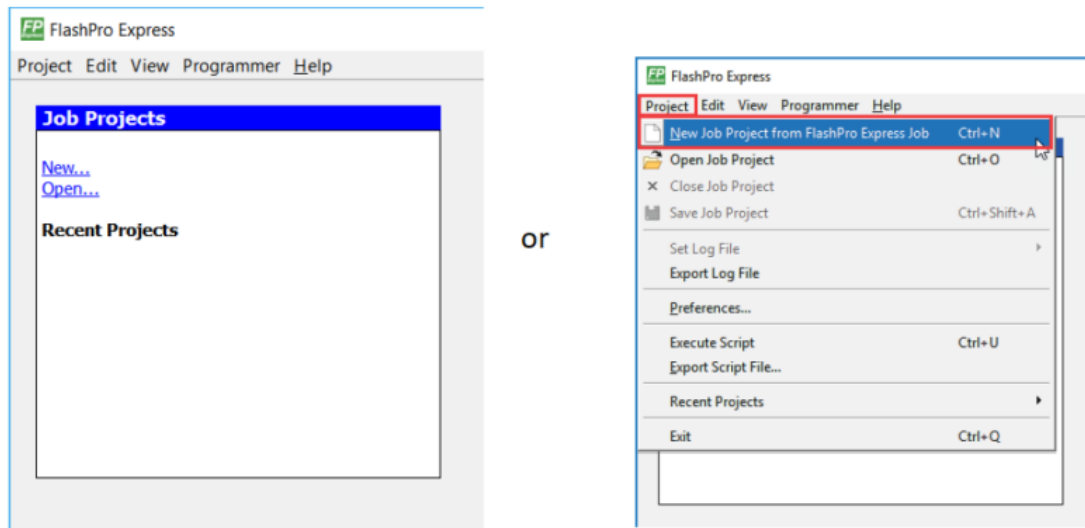 FP FlashPro Express
Project Edit View Programmer Help
Job Projects
New...
Open...
Recent Projects
or
FP FlashPro Express
Project Edit View Programmer Help
New Job Project from FlashPro Express Job Ctrl+N
Open Job Project Ctrl+O
Close Job Project
Save Job Project Ctrl+Shift+A
Set Log File
Export Log File
Preferences...
Execute Script Ctrl+U
Export Script File...
Recent Projects
Exit Ctrl+Q